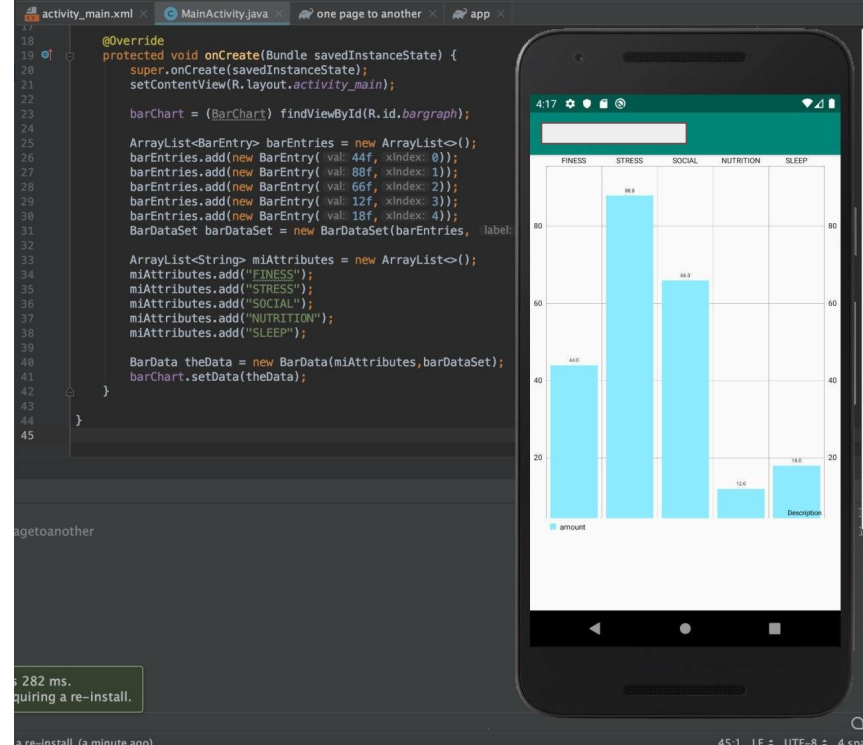 activity_main.xml × MainActivity.java × one page to another × app ×
17
18 @Override
19 protected void onCreate(Bundle savedInstanceState) {
20 super.onCreate(savedInstanceState);
21 setContentView(R.layout.activity_main);
22
23 barChart = (BarChart) findViewById(R.id.bargraph);
24
25 ArrayList<BarEntry> barEntries = new ArrayList<>();
26 barEntries.add(new BarEntry( val: 44f, xIndex: 0));
27 barEntries.add(new BarEntry( val: 88f, xIndex: 1));
28 barEntries.add(new BarEntry( val: 66f, xIndex: 2));
29 barEntries.add(new BarEntry( val: 12f, xIndex: 3));
30 barEntries.add(new BarEntry( val: 18f, xIndex: 4));
31 BarDataSet barDataSet = new BarDataSet(barEntries, label:
32
33 ArrayList<String> miAttributes = new ArrayList<>();
34 miAttributes.add("FINESS");
35 miAttributes.add("STRESS");
36 miAttributes.add("SOCIAL");
37 miAttributes.add("NUTRITION");
38 miAttributes.add("SLEEP");
39
40 BarData theData = new BarData(miAttributes,barDataSet);
41 barChart.setData(theData);
42 }
43
44 }
45
agetoanother
s 282 ms.
quiring a re-install.
a re-install. (a minute ago)
4:17
FINESS STRESS SOCIAL NUTRITION SLEEP
88.0
80 80
66.0
60 60
44.0
40 40
20 20
18.0
12.0
Description
amount
45:1 LF UTF-8 4 sp